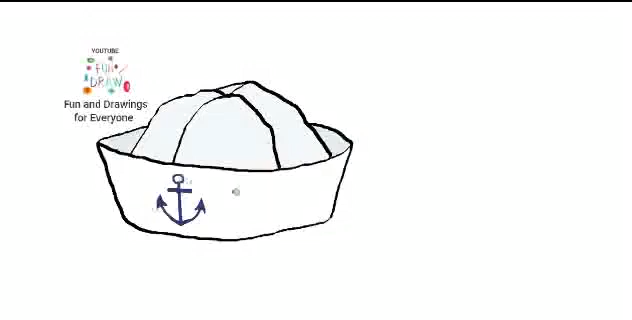 YOUTUBE
FUN
DRAW
Fun and Drawings
for Everyone